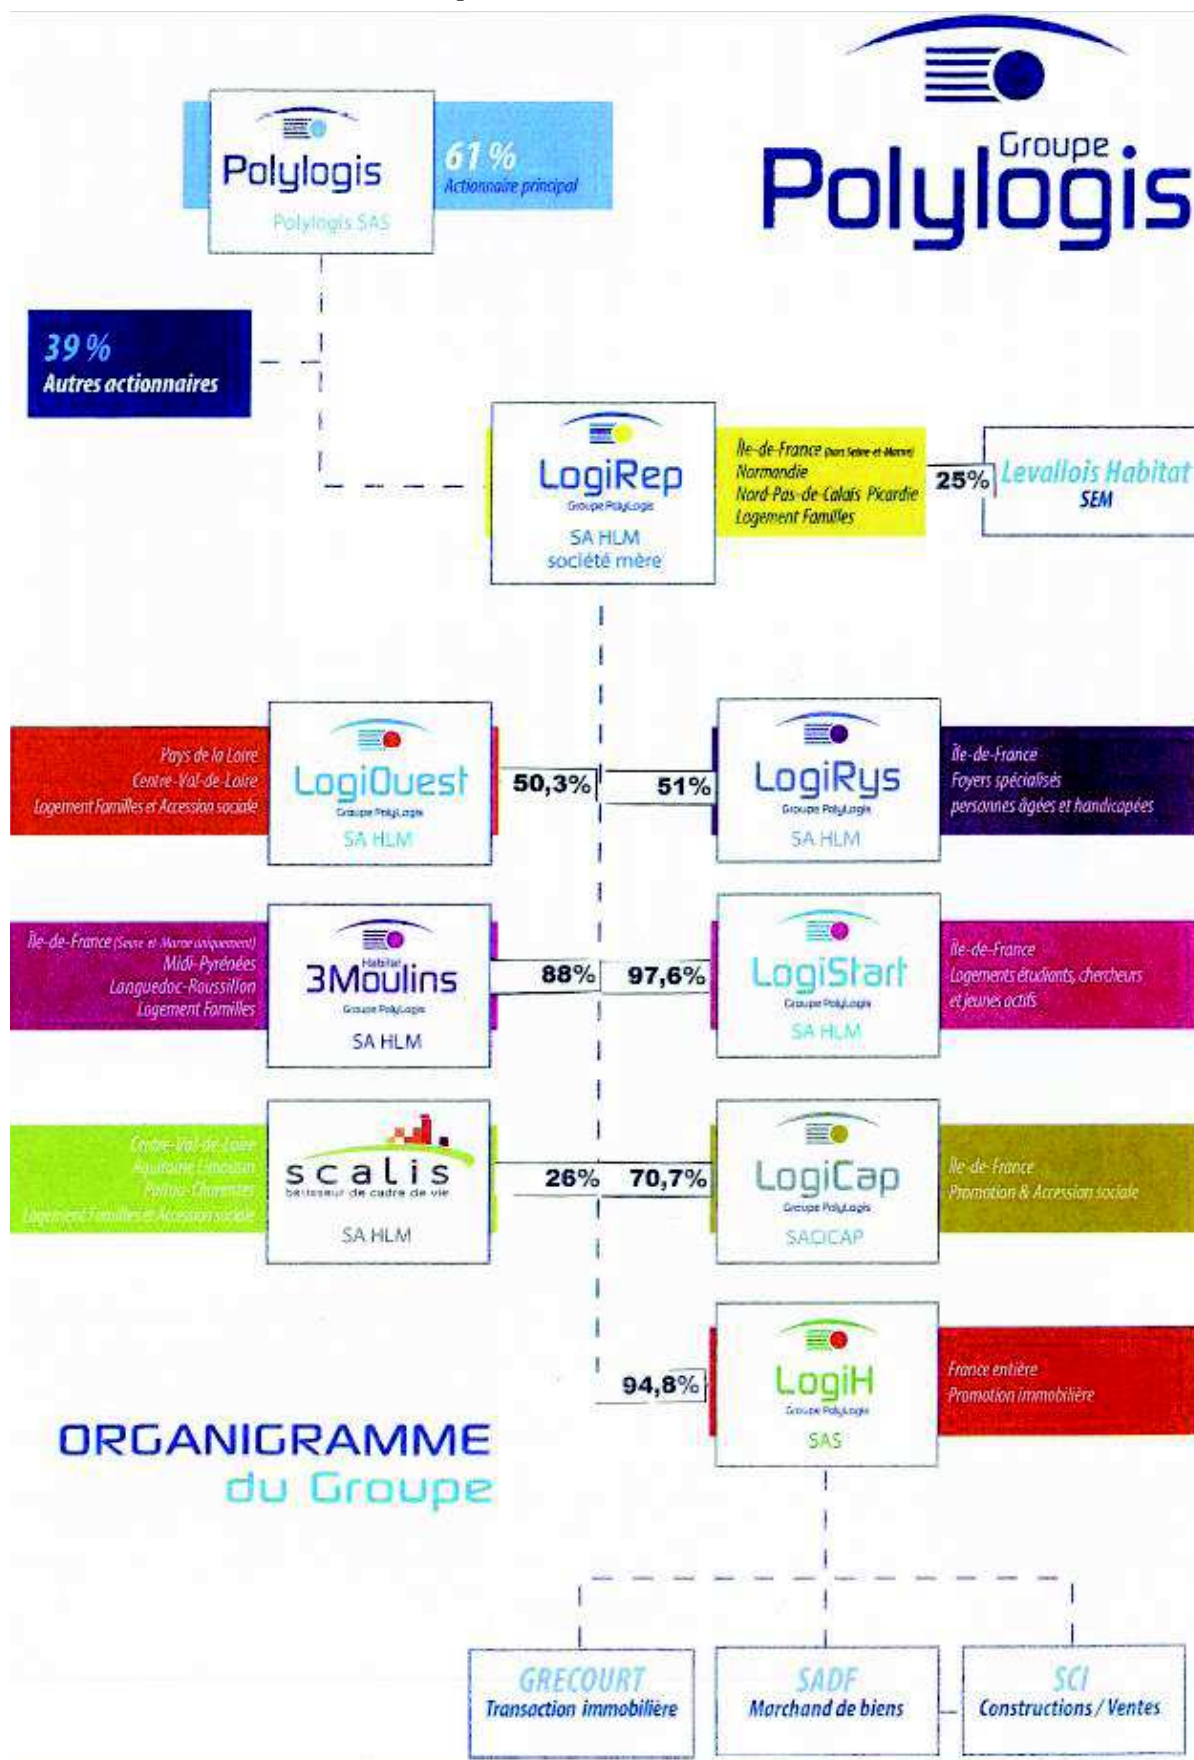 Groupe
Polylogis
Polylogis
Polylogis SAS
61 %
Actionnaire principal
39 %
Autres actionnaires
LogiRep
Groupe PolyLogis
SA HLM
société mère
Île-de-France (hors Seine-et-Marne)
Normandie
Nord-Pas-de-Calais Picardie
Logement Familles
25%
Levallois Habitat
SEM
Pays de la Loire
Centre-Val-de-Loire
Logement Familles et Accession sociale
LogiOuest
Groupe PolyLogis
SA HLM
50,3%
51%
LogiRys
Groupe PolyLogis
SA HLM
Île-de-France
Foyers spécialisés
personnes âgées et handicapées
Île-de-France (Seine-et-Marne uniquement)
Midi-Pyrénées
Languedoc-Roussillon
Logement Familles
Habitat
3Moulins
Groupe PolyLogis
SA HLM
88%
97,6%
LogiStart
Groupe PolyLogis
SA HLM
Île-de-France
Logements étudiants, chercheurs
et jeunes actifs
Centre-Val-de-Loire
Aquitaine Limousin
Poitou-Charentes
Logement Familles et Accession sociale
scalis
bâtisseur de cadre de vie
SA HLM
26%
70,7%
LogiCap
Groupe PolyLogis
SACICAP
Île-de-France
Promotion & Accession sociale
94,8%
LogiH
Groupe PolyLogis
SAS
France entière
Promotion immobilière
ORGANIGRAMME
du Groupe
GRECOURT
Transaction immobilière
SADF
Marchand de biens
SCI
Constructions / Ventes